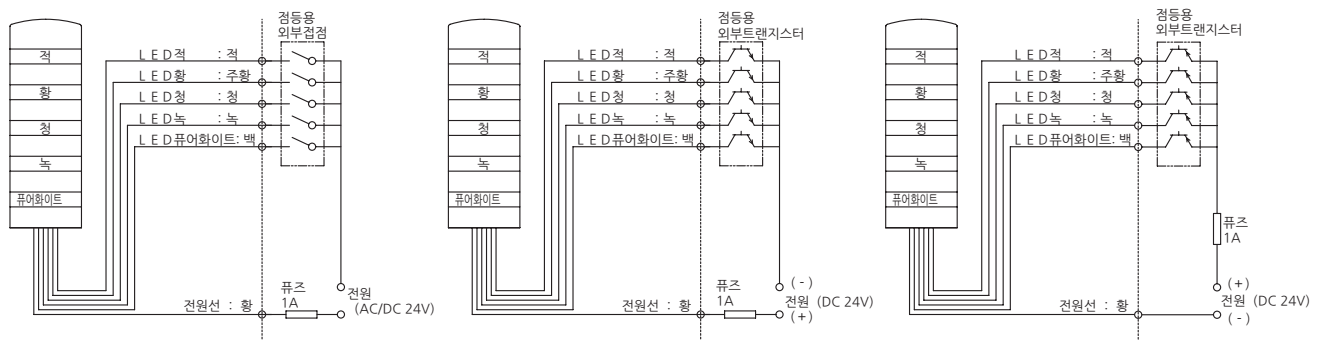 점등용
외부접점
적
황
청
녹
퓨어화이트
LED적 : 적
LED황 : 주황
LED청 : 청
LED녹 : 녹
LED퓨어화이트: 백
전원선 : 황
퓨즈
1A
전원
(AC/DC 24V)
점등용
외부트랜지스터
적
황
청
녹
퓨어화이트
LED적 : 적
LED황 : 주황
LED청 : 청
LED녹 : 녹
LED퓨어화이트: 백
전원선 : 황
퓨즈
1A
(-)
전원 (DC 24V)
(+)
점등용
외부트랜지스터
적
황
청
녹
퓨어화이트
LED적 : 적
LED황 : 주황
LED청 : 청
LED녹 : 녹
LED퓨어화이트: 백
퓨즈
1A
전원선 : 황
(+)
전원 (DC 24V)
(-)